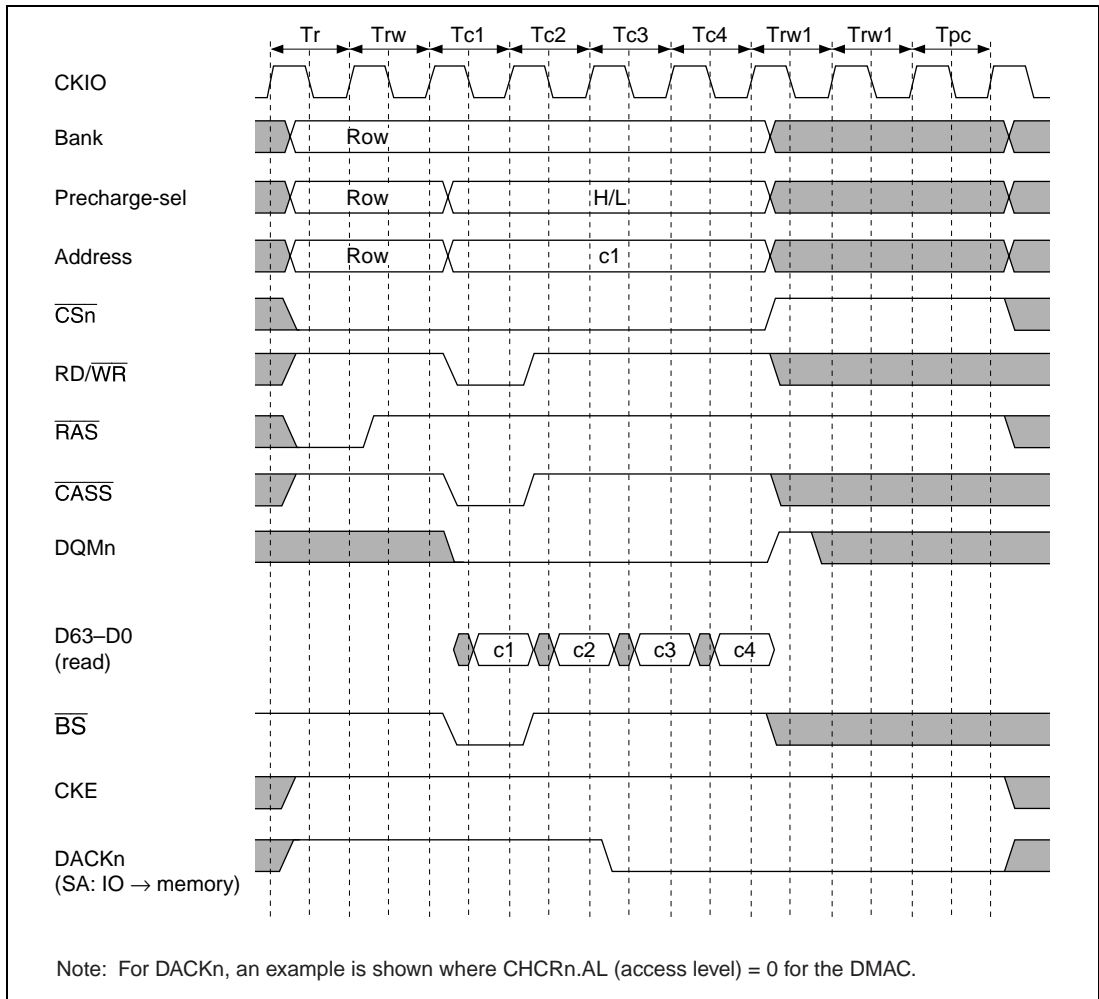 Tr Trw Tc1 Tc2 Tc3 Tc4 Trw1 Trw1 Tpc
CKIO
Bank Row
Precharge-sel Row H/L
Address Row c1
CSn
RD/WR
RAS
CASS
DQMn
D63–D0
(read) c1 c2 c3 c4
BS
CKE
DACKn
(SA: IO → memory)
Note: For DACKn, an example is shown where CHCRn.AL (access level) = 0 for the DMAC.